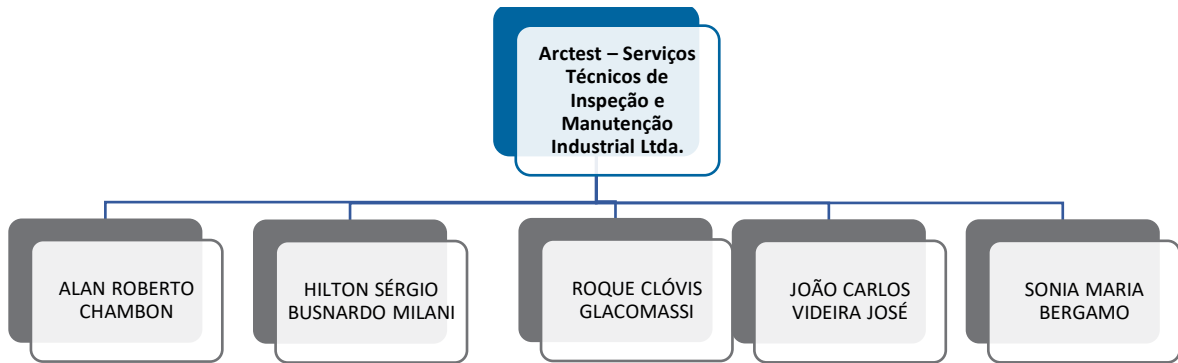 Arctest – Serviços
Técnicos de
Inspeção e
Manutenção
Industrial Ltda.
ALAN ROBERTO
CHAMBON
HILTON SÉRGIO
BUSNARDO MILANI
ROQUE CLÓVIS
GLACOMASSI
JOÃO CARLOS
VIDEIRA JOSÉ
SONIA MARIA
BERGAMO